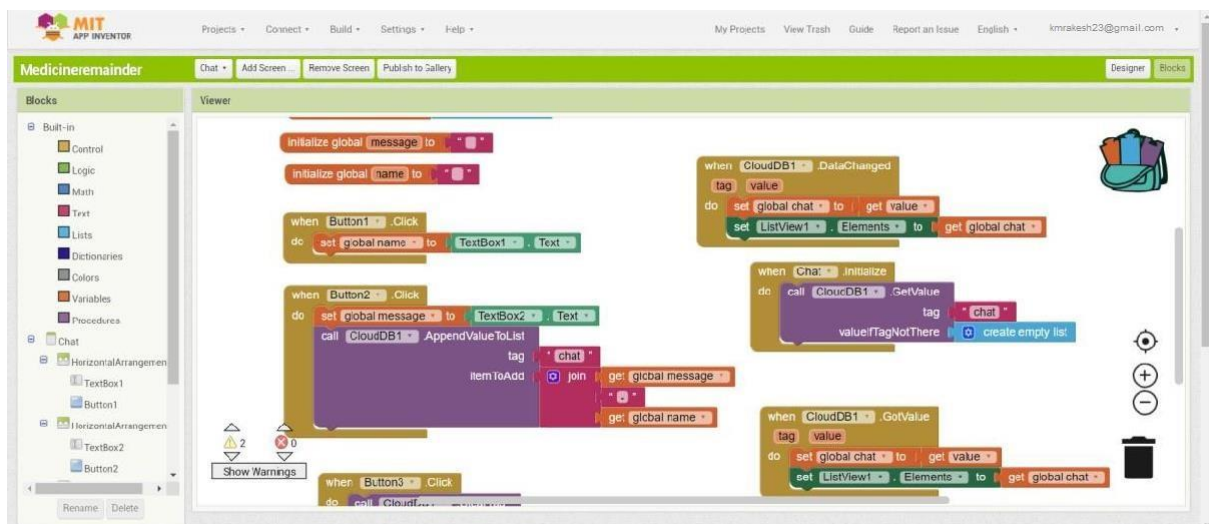 MIT
APP INVENTOR
Projects Connect Build Settings Help My Projects View Trash Guide Report an Issue English kmrakesh23@gmail.com
Medicineremainder Chat Add Screen ... Remove Screen Publish to Gallery Designer Blocks
Blocks Viewer
Built-in
Control
Logic
Math
Text
Lists
Dictionaries
Colors
Variables
Procedures
Chat
HorizontalArrangemen
TextBox1
Button1
HorizontalArrangemen
TextBox2
Button2
Rename Delete
initialize global message to " "
initialize global name to " "
when Button1 .Click
do set global name to TextBox1 . Text
when Button2 .Click
do set global message to TextBox2 . Text
call CloudDB1 .AppendValueToList
tag " chat "
itemToAdd join get global message
get global name
2 0
Show Warnings
when Button3 .Click
do call
when CloudDB1 .DataChanged
tag value
do set global chat to get value
set ListView1 . Elements to get global chat
when Chat .Initialize
do call CloudDB1 .GetValue
tag " chat "
valueIfTagNotThere create empty list
when CloudDB1 .GotValue
tag value
do set global chat to get value
set ListView1 . Elements to get global chat